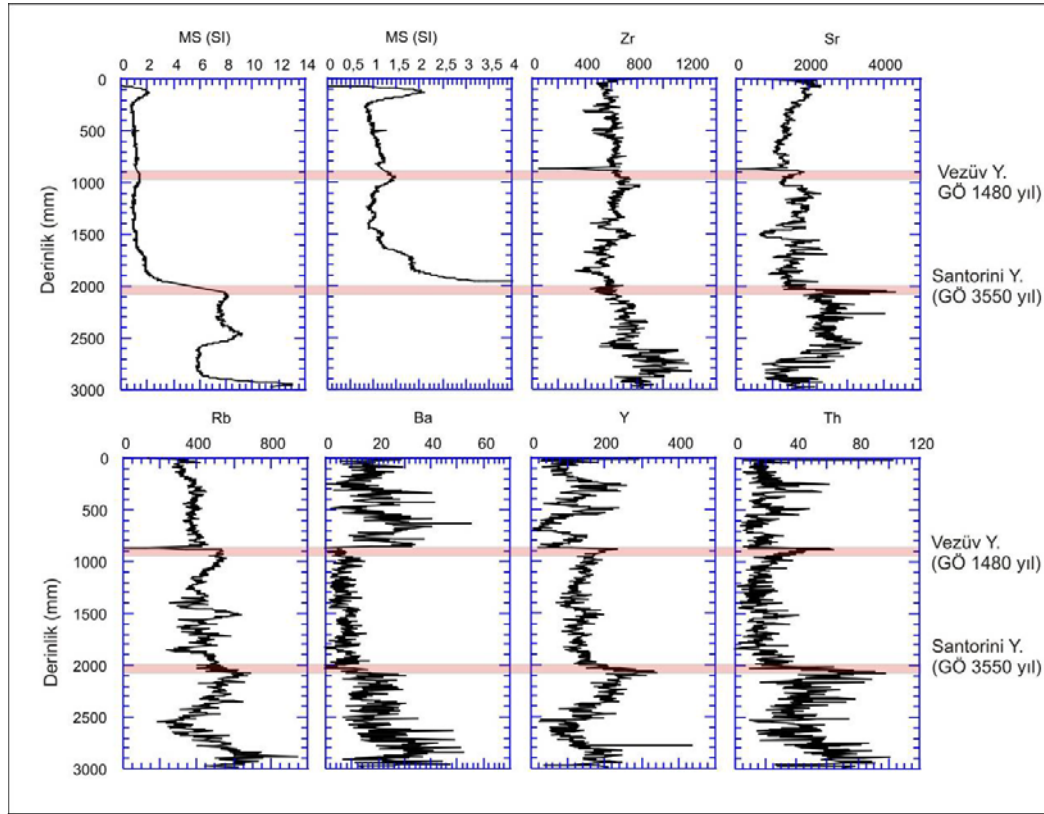 MS (SI) MS (SI) Zr Sr
0 2 4 6 8 10 12 14 0 0,5 1 1,5 2 2,5 3 3,5 4 0 400 800 1200 0 2000 4000
0
500
1000
1500
2000
2500
3000
Derinlik (mm)
Vezüv Y.
GÖ 1480 yıl)
Santorini Y.
(GÖ 3550 yıl)
Rb Ba Y Th
0 400 800 0 20 40 60 0 200 400 0 40 80 120
0
500
1000
1500
2000
2500
3000
Derinlik (mm)
Vezüv Y.
(GÖ 1480 yıl)
Santorini Y.
(GÖ 3550 yıl)